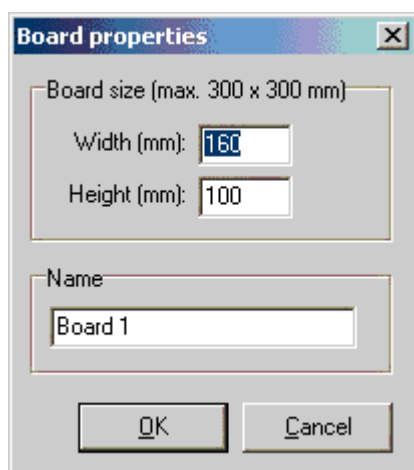 Board properties
Board size (max. 300 x 300 mm)
Width (mm): 160
Height (mm): 100
Name
Board 1
OK Cancel